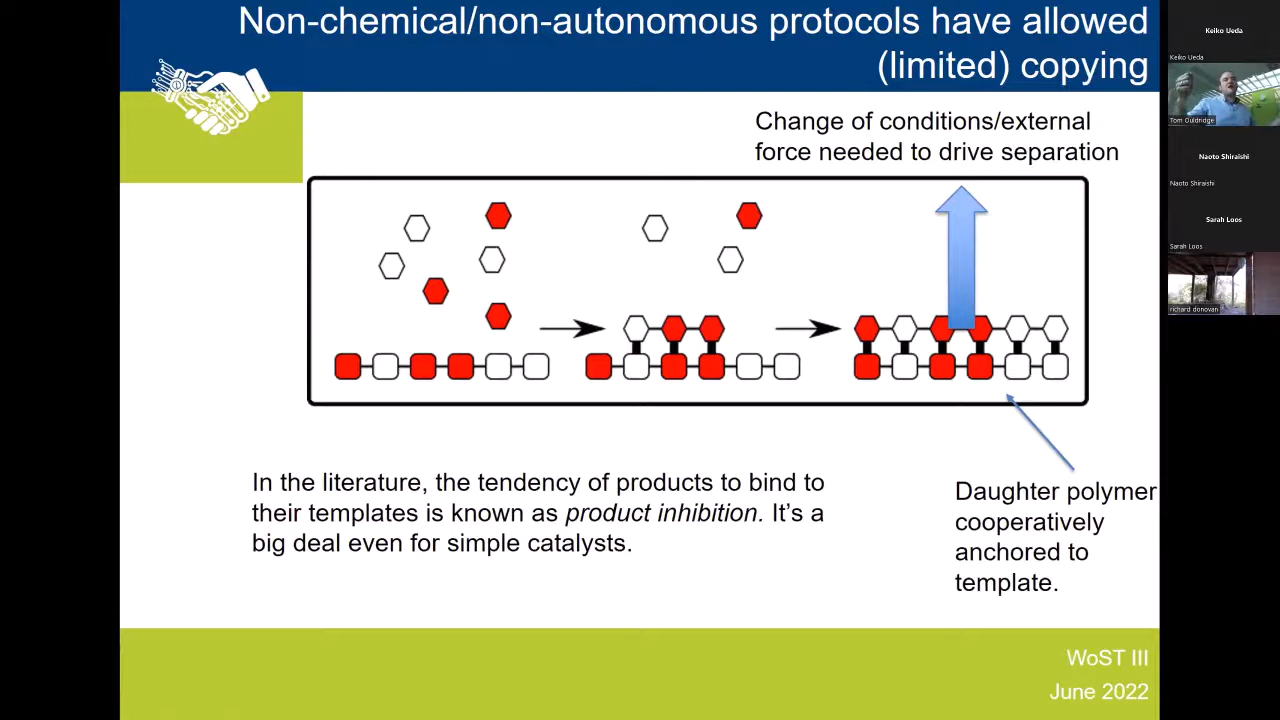 Non-chemical/non-autonomous protocols have allowed
(limited) copying
Change of conditions/external
force needed to drive separation
In the literature, the tendency of products to bind to
their templates is known as product inhibition. It's a
big deal even for simple catalysts.
Daughter polymer
cooperatively
anchored to
template.
WoST III
June 2022
Keiko Ueda
Keiko Ueda
Tom Ouldridge
Naoto Shiraishi
Naoto Shiraishi
Sarah Loos
Sarah Loos
richard donovan